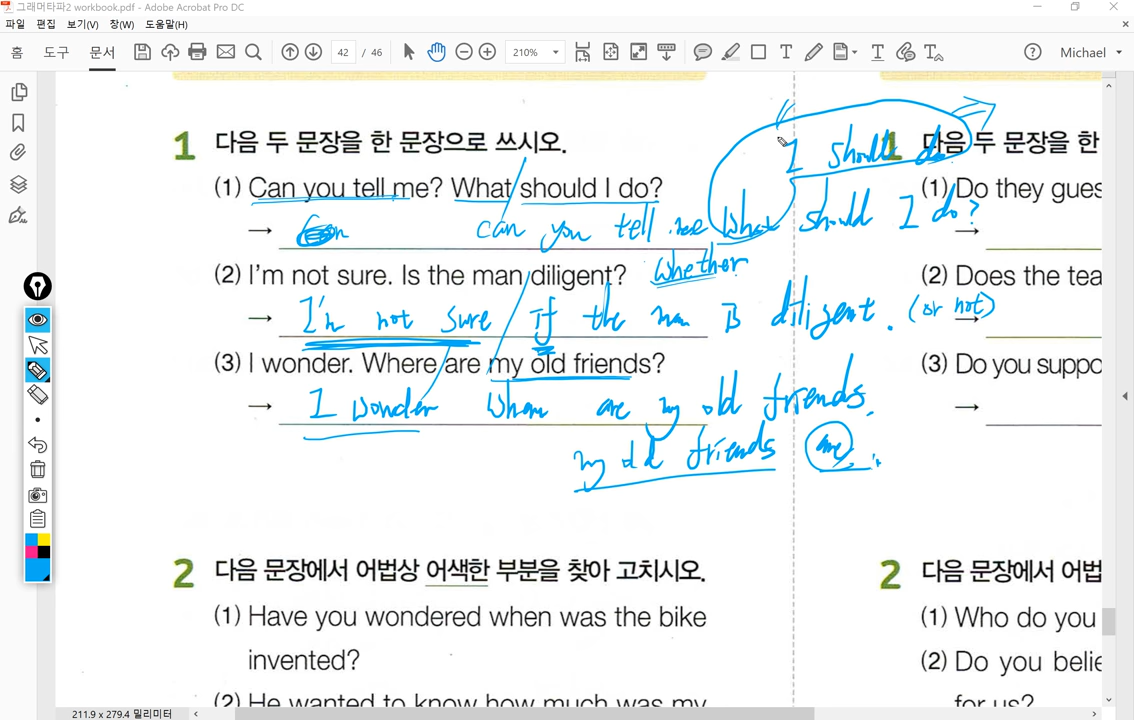 그래머타파2 workbook.pdf - Adobe Acrobat Pro DC
파일 편집 보기(V) 창(W) 도움말(H)
홈 도구 문서 42 / 46 210% Michael
1 다음 두 문장을 한 문장으로 쓰시오.
I should do
1 다음 두 문장을 한
(1) Can you tell me? What should I do?
(1) Do they gues
→ can you tell me what should I do?
→
(2) I'm not sure. Is the man diligent? whether
(2) Does the tea
→ I'm not sure if the man is diligent. (or not)
→
(3) I wonder. Where are my old friends?
(3) Do you suppo
→ I wonder where are my old friends.
→
my old friends are.
2 다음 문장에서 어법상 어색한 부분을 찾아 고치시오.
2 다음 문장에서 어법
(1) Have you wondered when was the bike
invented?
(1) Who do you
(2) He wanted to know how much was my
(2) Do you belie
for us?
211.9 x 279.4 밀리미터